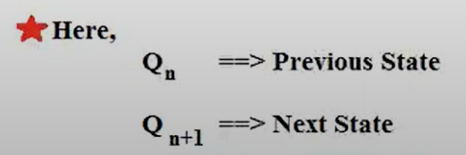 Here,
Qn ==> Previous State
Qn+1 ==> Next State